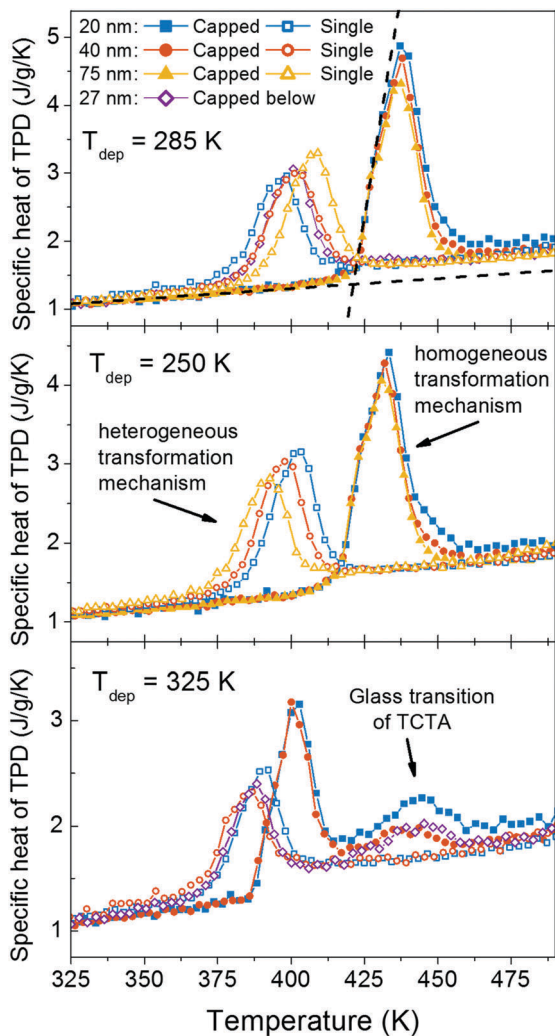 20 nm: Capped Single
40 nm: Capped Single
75 nm: Capped Single
27 nm: Capped below
T_dep = 285 K
Specific heat of TPD (J/g/K)
5
4
3
2
1
T_dep = 250 K
homogeneous
transformation
mechanism
heterogeneous
transformation
mechanism
Specific heat of TPD (J/g/K)
4
3
2
1
T_dep = 325 K
Glass transition
of TCTA
Specific heat of TPD (J/g/K)
3
2
1
325 350 375 400 425 450 475
Temperature (K)